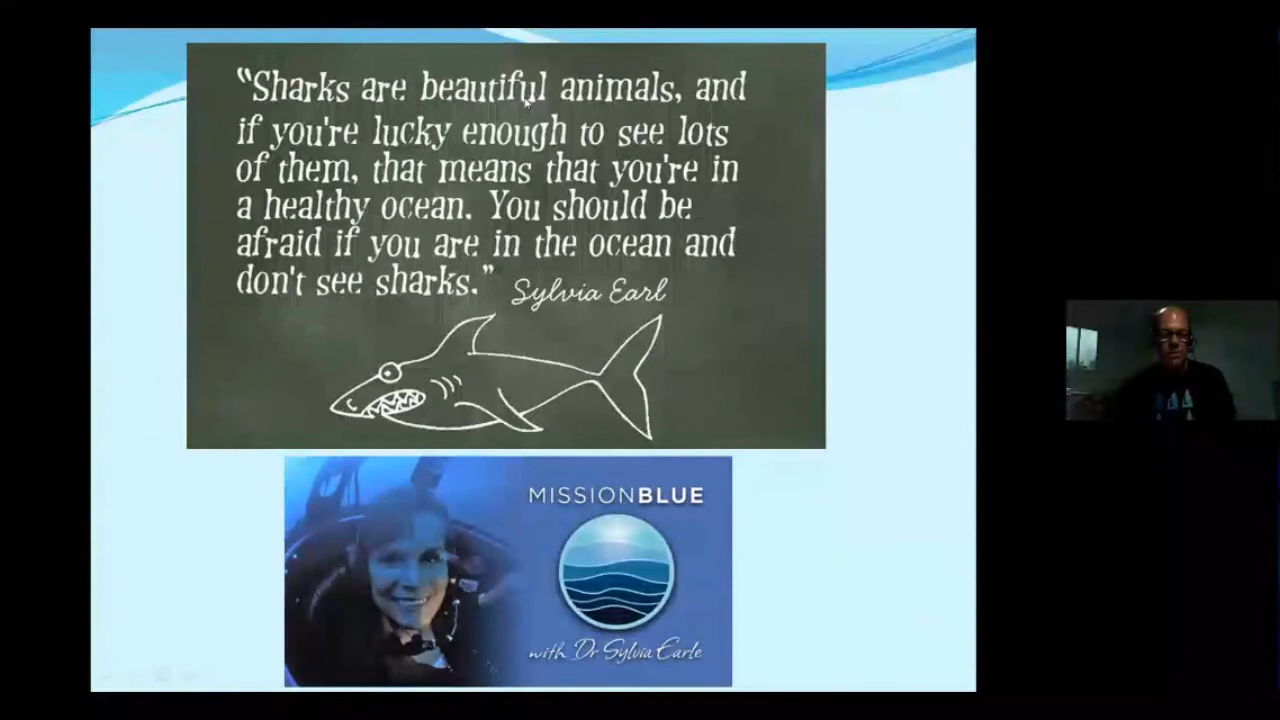 “Sharks are beautiful animals, and
if you're lucky enough to see lots
of them, that means that you're in
a healthy ocean. You should be
afraid if you are in the ocean and
don't see sharks.”
Sylvia Earl
MISSIONBLUE
with Dr Sylvia Earle